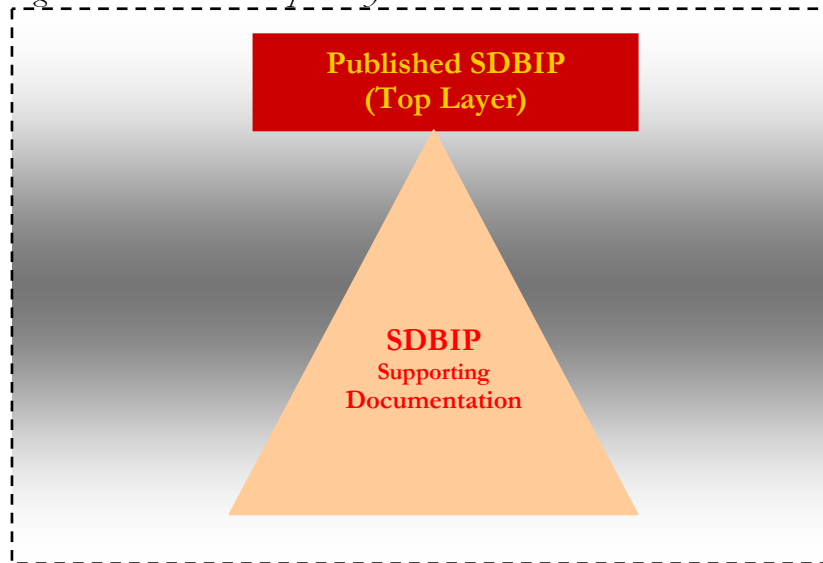 Published SDBIP
(Top Layer)
SDBIP
Supporting
Documentation